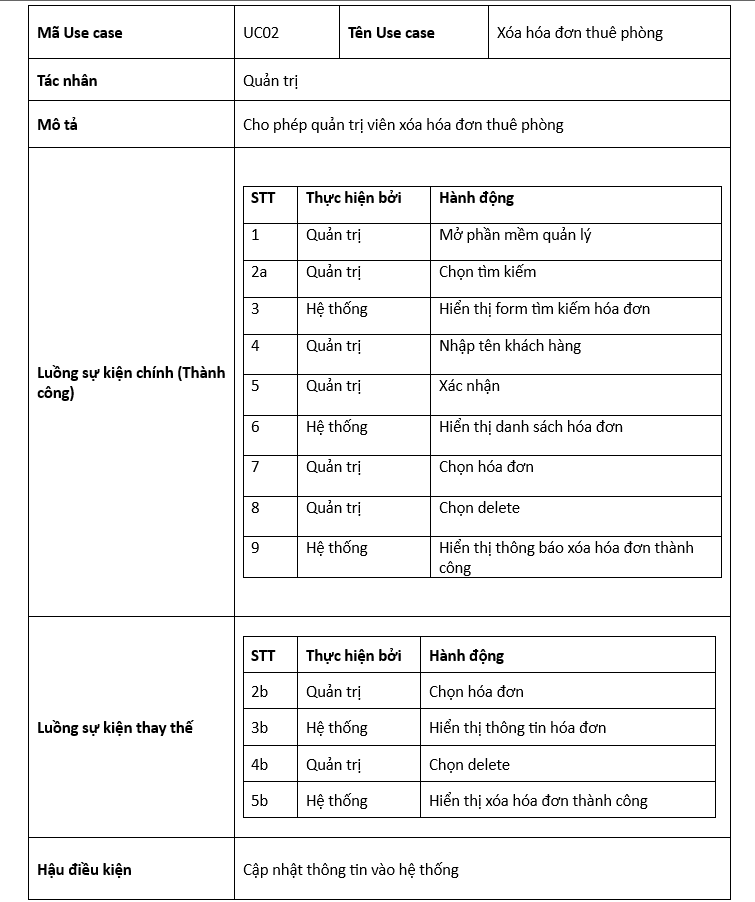 Mã Use case UC02 Tên Use case Xóa hóa đơn thuê phòng
Tác nhân Quản trị
Mô tả Cho phép quản trị viên xóa hóa đơn thuê phòng
Luồng sự kiện chính (Thành
công)
STT Thực hiện bởi Hành động
1 Quản trị Mở phần mềm quản lý
2a Quản trị Chọn tìm kiếm
3 Hệ thống Hiển thị form tìm kiếm hóa đơn
4 Quản trị Nhập tên khách hàng
5 Quản trị Xác nhận
6 Hệ thống Hiển thị danh sách hóa đơn
7 Quản trị Chọn hóa đơn
8 Quản trị Chọn delete
9 Hệ thống Hiển thị thông báo xóa hóa đơn thành
công
Luồng sự kiện thay thế
STT Thực hiện bởi Hành động
2b Quản trị Chọn hóa đơn
3b Hệ thống Hiển thị thông tin hóa đơn
4b Quản trị Chọn delete
5b Hệ thống Hiển thị xóa hóa đơn thành công
Hậu điều kiện Cập nhật thông tin vào hệ thống